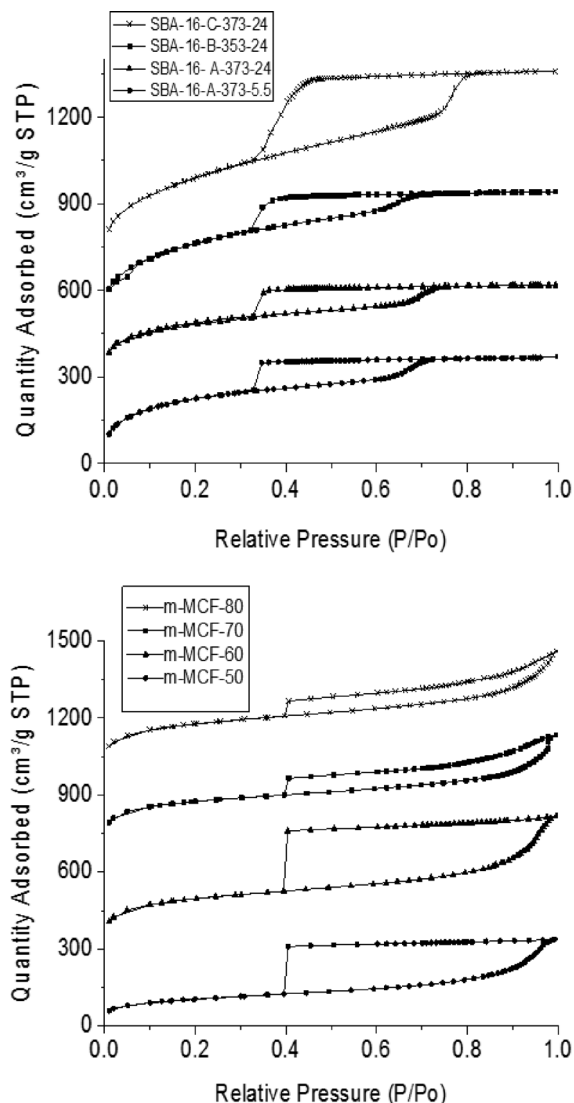 SBA-16-C-373-24
SBA-16-B-353-24
SBA-16- A-373-24
SBA-16-A-373-5.5
1200
900
600
300
0
Quantity Adsorbed (cm³/g STP)
0.0 0.2 0.4 0.6 0.8 1.0
Relative Pressure (P/Po)
m-MCF-80
m-MCF-70
m-MCF-60
m-MCF-50
1500
1200
900
600
300
0
Quantity Adsorbed (cm³/g STP)
0.0 0.2 0.4 0.6 0.8 1.0
Relative Pressure (P/Po)